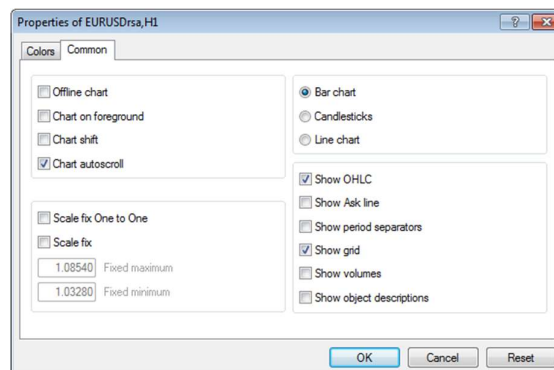 Properties of EURUSDrsa,H1
Colors
Common
Offline chart
Chart on foreground
Chart shift
Chart autoscroll
Scale fix One to One
Scale fix
1.08540 Fixed maximum
1.03280 Fixed minimum
Bar chart
Candlesticks
Line chart
Show OHLC
Show Ask line
Show period separators
Show grid
Show volumes
Show object descriptions
OK
Cancel
Reset